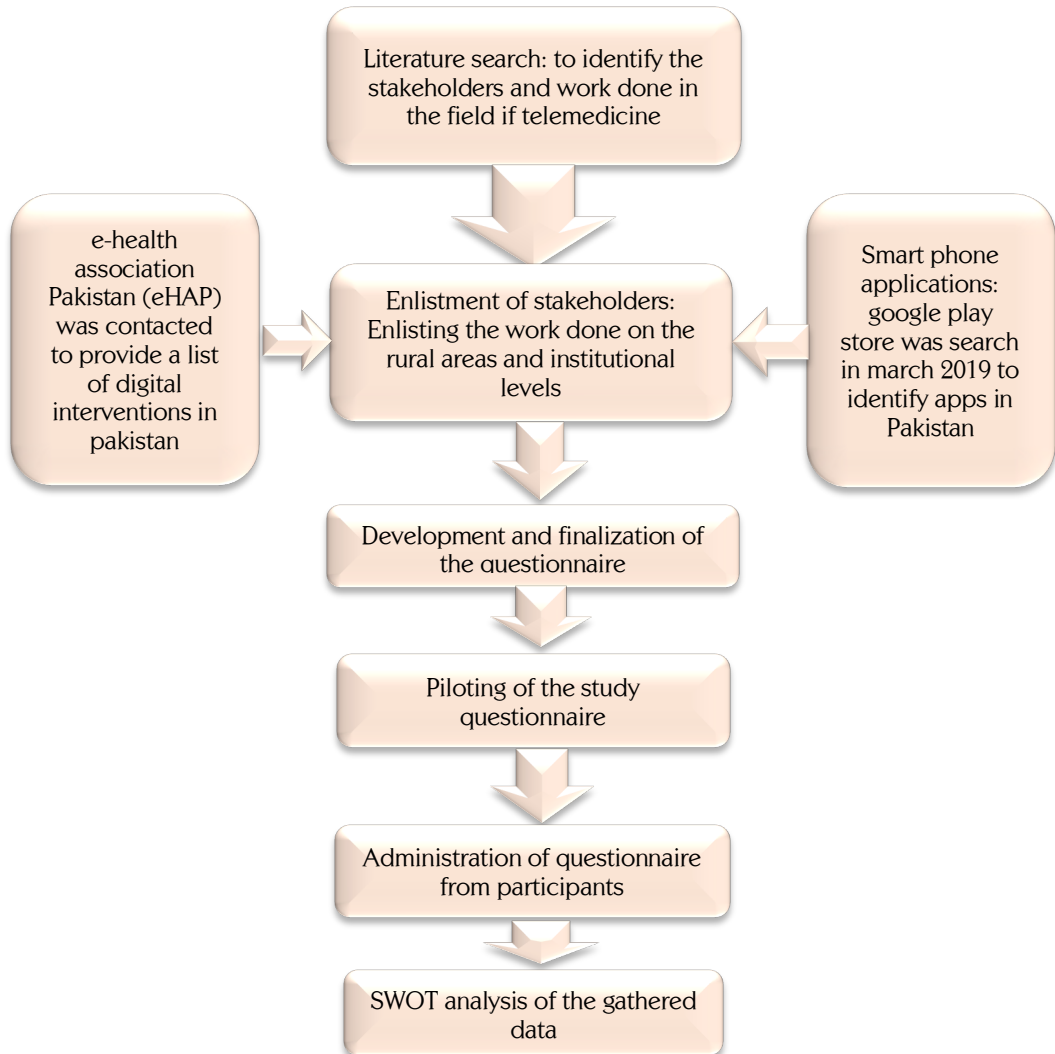 Literature search: to identify the
stakeholders and work done in
the field if telemedicine
e-health
association
Pakistan (eHAP)
was contacted
to provide a list
of digital
interventions in
pakistan
Enlistment of stakeholders:
Enlisting the work done on the
rural areas and institutional
levels
Smart phone
applications:
google play
store was search
in march 2019 to
identify apps in
Pakistan
Development and finalization of
the questionnaire
Piloting of the study
questionnaire
Administration of questionnaire
from participants
SWOT analysis of the gathered
data